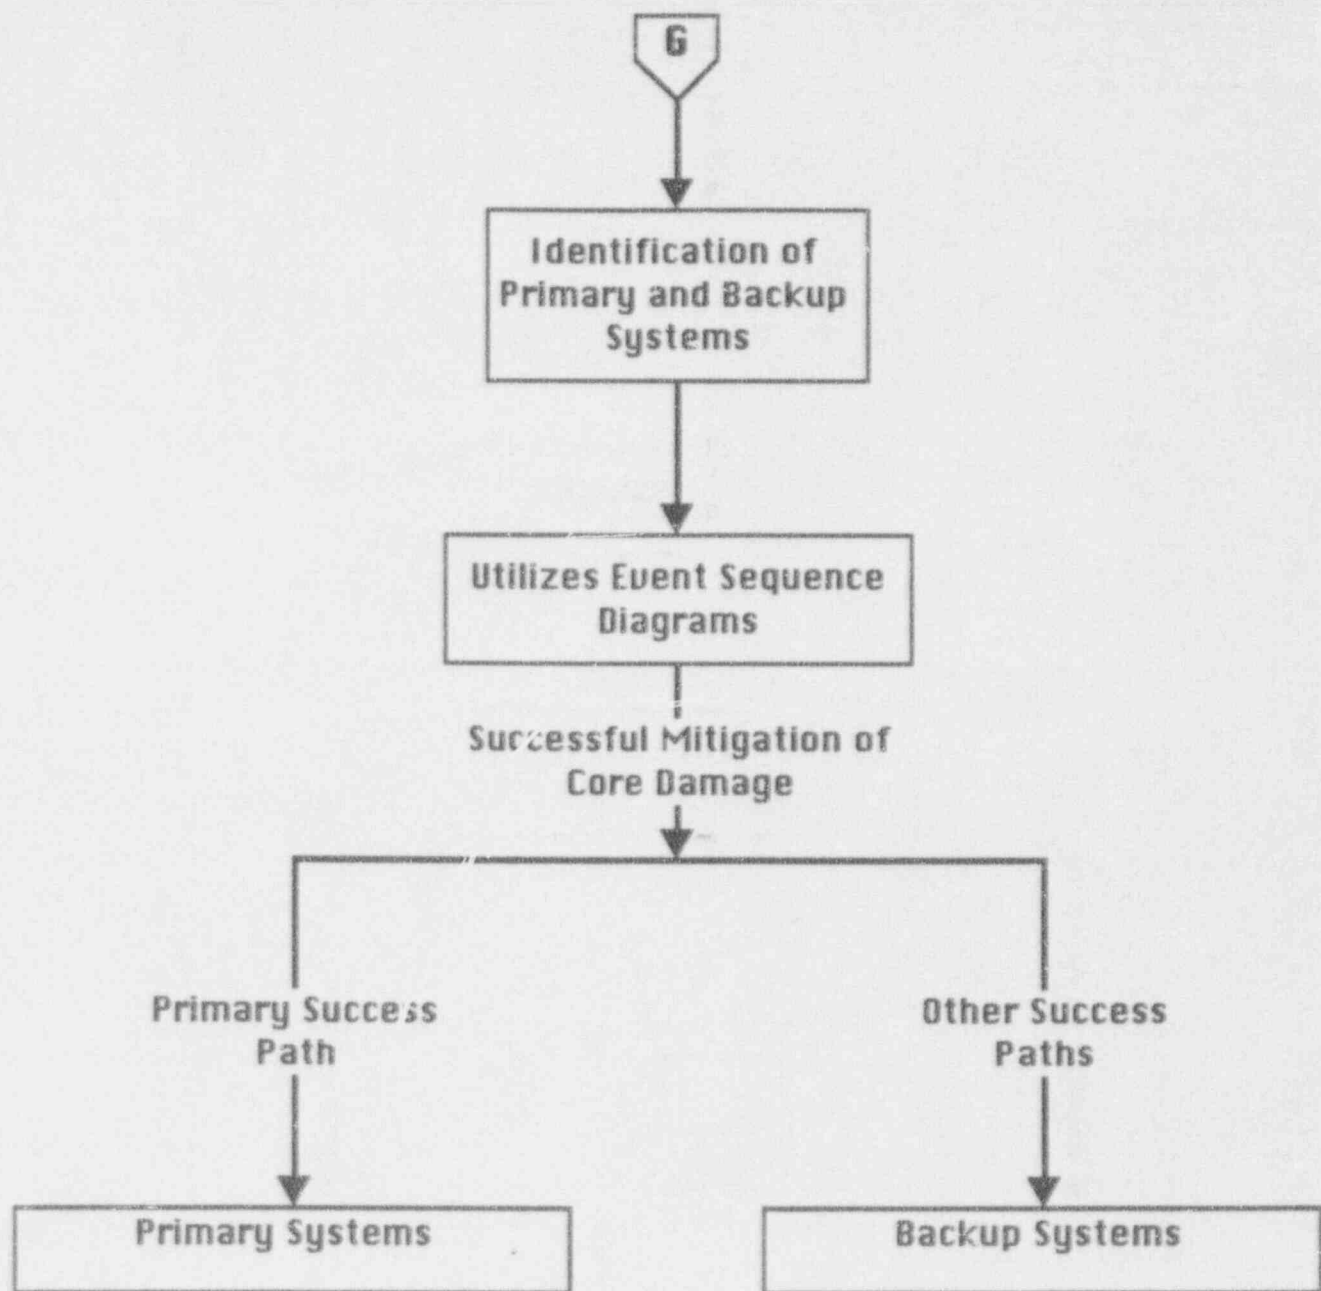 G
Identification of
Primary and Backup
Systems
Utilizes Event Sequence
Diagrams
Successful Mitigation of
Core Damage
Primary Success
Path
Other Success
Paths
Primary Systems
Backup Systems